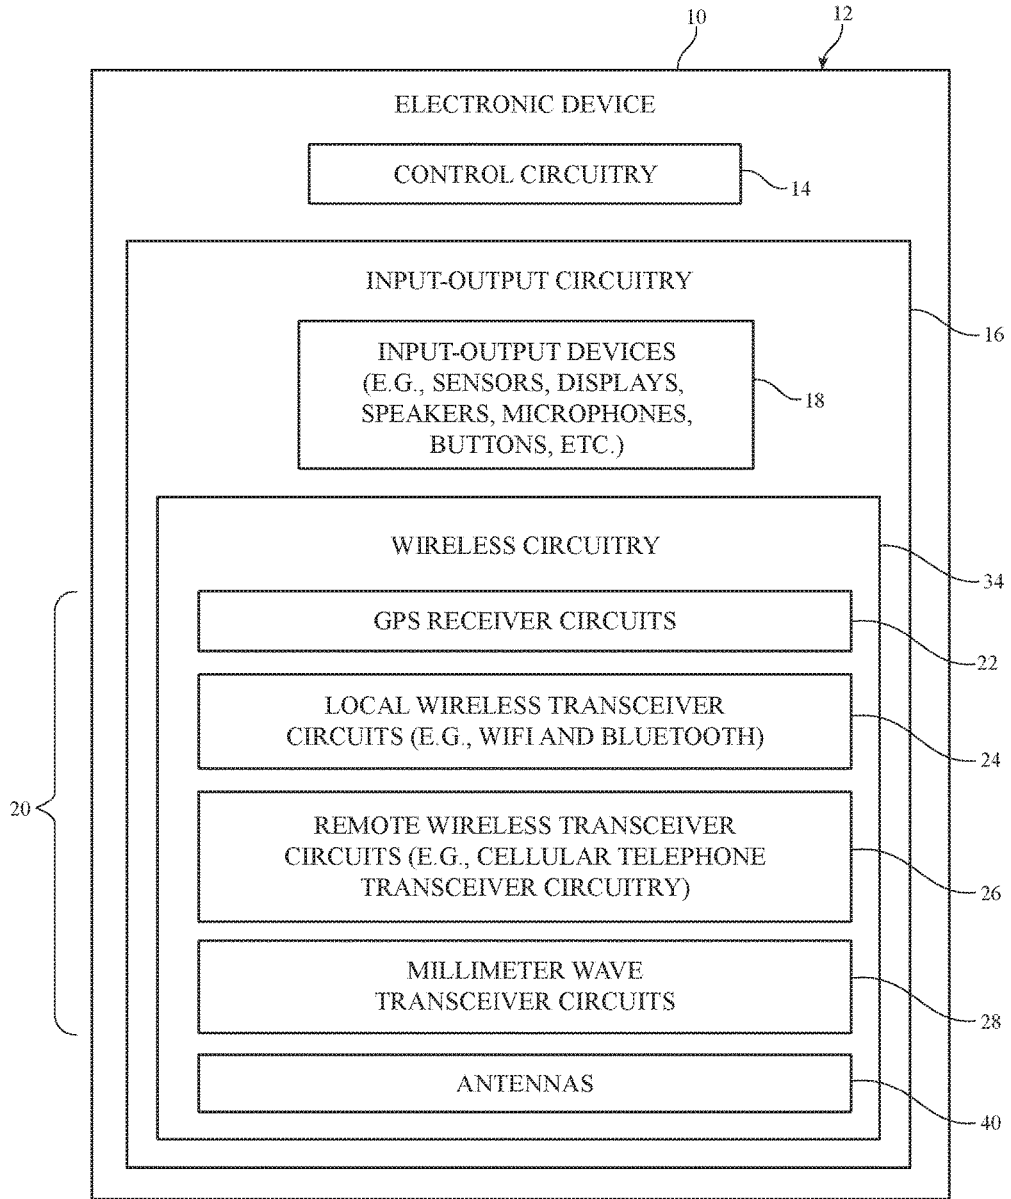 10
12
ELECTRONIC DEVICE
CONTROL CIRCUITRY
14
INPUT-OUTPUT CIRCUITRY
16
INPUT-OUTPUT DEVICES
(E.G., SENSORS, DISPLAYS,
SPEAKERS, MICROPHONES,
BUTTONS, ETC.)
18
WIRELESS CIRCUITRY
34
GPS RECEIVER CIRCUITS
22
LOCAL WIRELESS TRANSCEIVER
CIRCUITS (E.G., WIFI AND BLUETOOTH)
24
20
REMOTE WIRELESS TRANSCEIVER
CIRCUITS (E.G., CELLULAR TELEPHONE
TRANSCEIVER CIRCUITRY)
26
MILLIMETER WAVE
TRANSCEIVER CIRCUITS
28
ANTENNAS
40